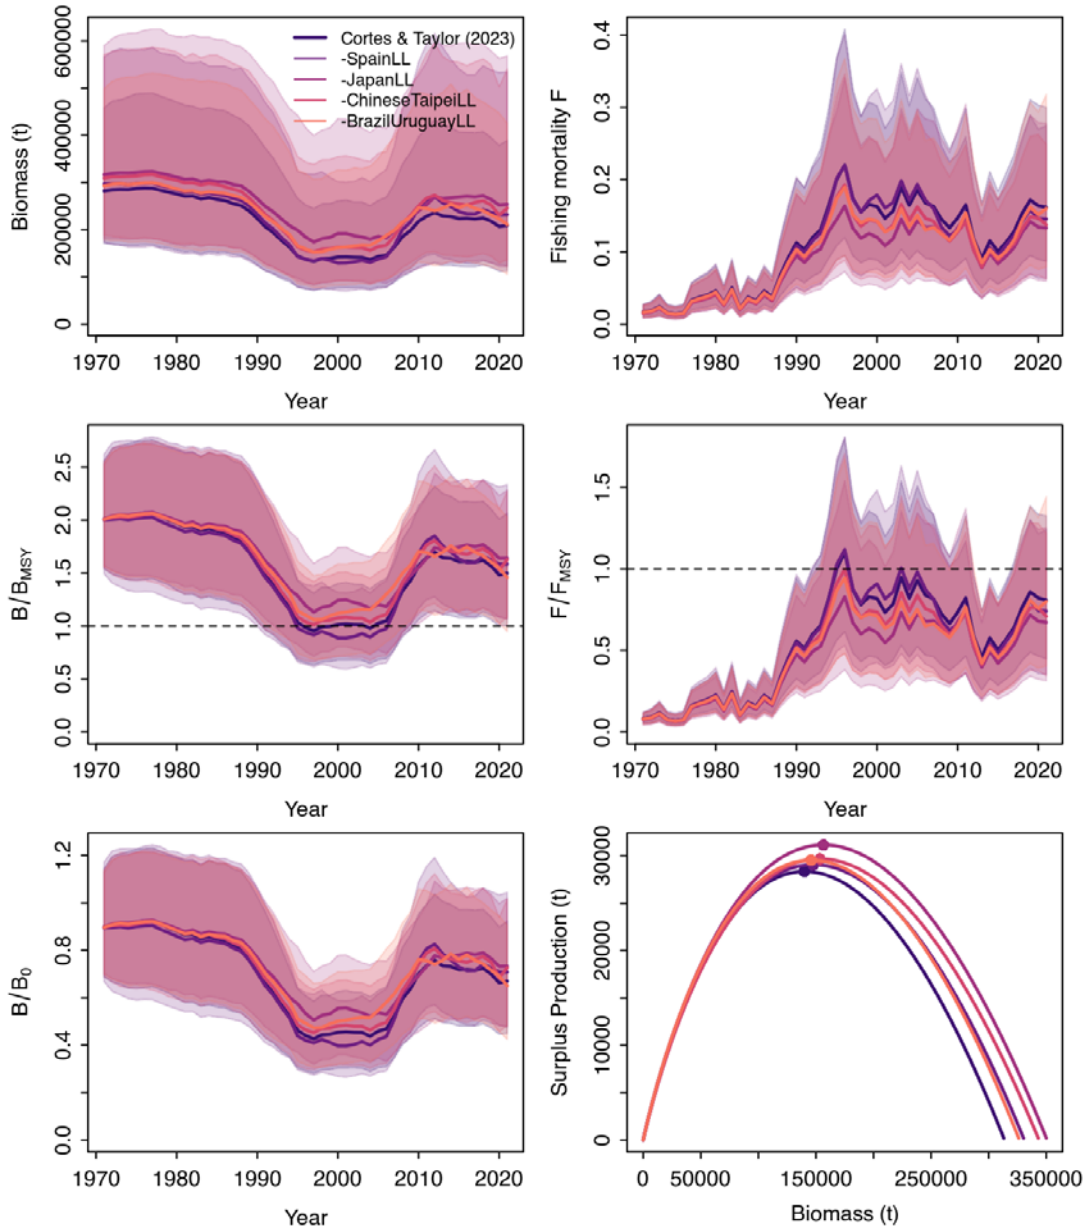 Biomass (t)
600000
400000
200000
0
Cortes & Taylor (2023)
-SpainLL
-JapanLL
-ChineseTaipeiLL
-BrazilUruguayLL
1970 1980 1990 2000 2010 2020
Year
Fishing mortality F
0.4
0.3
0.2
0.1
0.0
1970 1980 1990 2000 2010 2020
Year
B/BMSY
2.5
2.0
1.5
1.0
0.5
0.0
1970 1980 1990 2000 2010 2020
Year
F/FMSY
1.5
1.0
0.5
0.0
1970 1980 1990 2000 2010 2020
Year
B/B0
1.2
0.8
0.4
0.0
1970 1980 1990 2000 2010 2020
Year
Surplus Production (t)
30000
20000
10000
0
0 50000 150000 250000 350000
Biomass (t)